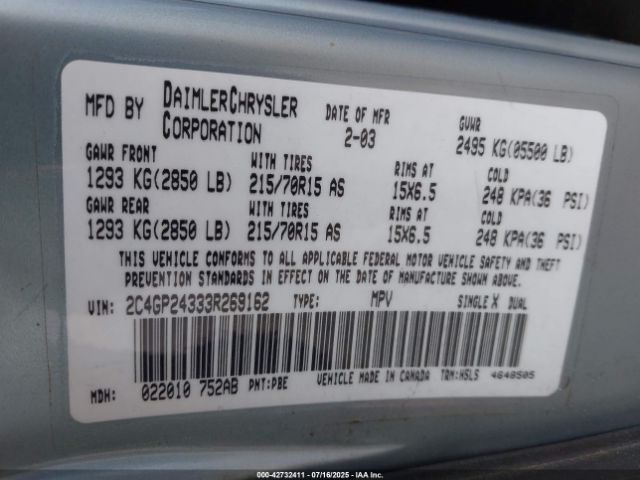 MFD BY DAIMLERCHRYSLER CORPORATION DATE OF MFR 2-03 GVWR 2495 KG(05500 LB)
GAWR FRONT WITH TIRES RIMS AT COLD
1293 KG(2850 LB) 215/70R15 AS 15X6.5 248 KPA(36 PSI)
GAWR REAR WITH TIRES RIMS AT COLD
1293 KG(2850 LB) 215/70R15 AS 15X6.5 248 KPA(36 PSI)
THIS VEHICLE CONFORMS TO ALL APPLICABLE FEDERAL MOTOR VEHICLE SAFETY AND THEFT
PREVENTION STANDARDS IN EFFECT ON THE DATE OF MANUFACTURE SHOWN ABOVE.
VIN: 2C4GP24333R269162 TYPE: MPV SINGLE X DUAL
MDH: 022010 752AB PNT:PBE VEHICLE MADE IN CANADA TRM:HSLS 4648505
000-42732411 - 07/16/2025 - IAA Inc.